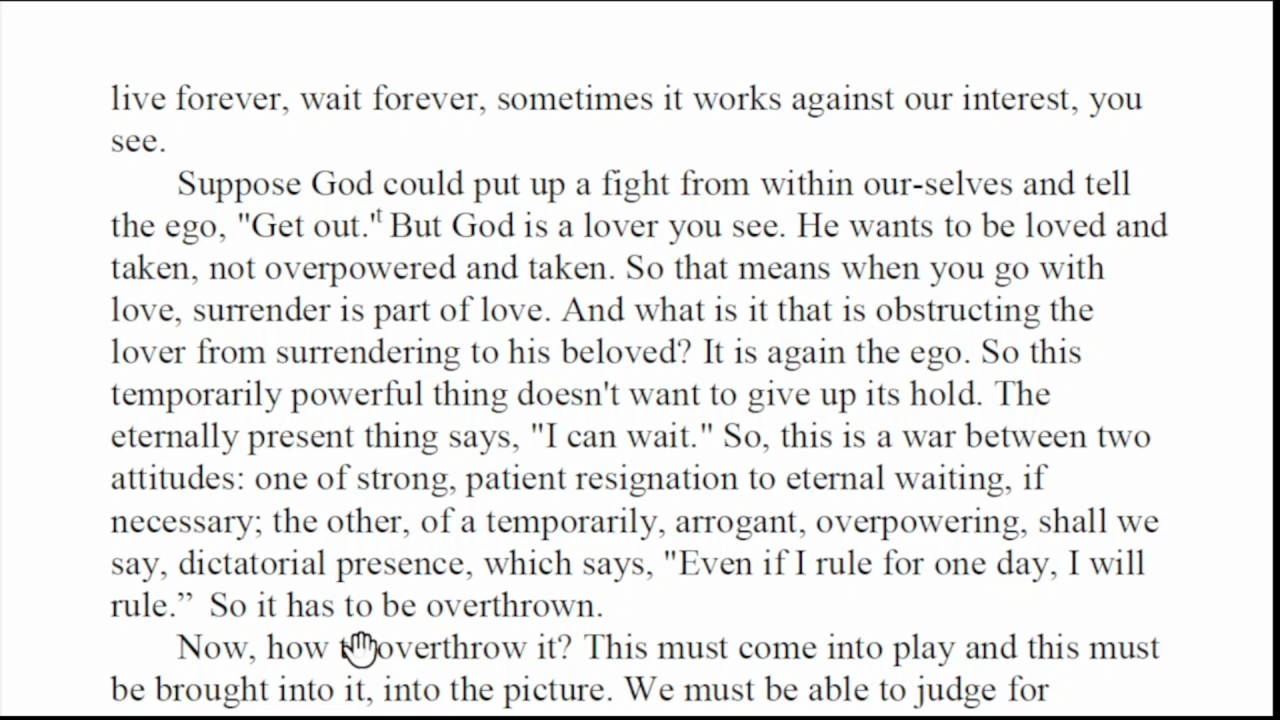 live forever, wait forever, sometimes it works against our interest, you
see.
Suppose God could put up a fight from within our-selves and tell
the ego, "Get out."t But God is a lover you see. He wants to be loved and
taken, not overpowered and taken. So that means when you go with
love, surrender is part of love. And what is it that is obstructing the
lover from surrendering to his beloved? It is again the ego. So this
temporarily powerful thing doesn't want to give up its hold. The
eternally present thing says, "I can wait." So, this is a war between two
attitudes: one of strong, patient resignation to eternal waiting, if
necessary; the other, of a temporarily, arrogant, overpowering, shall we
say, dictatorial presence, which says, "Even if I rule for one day, I will
rule.” So it has to be overthrown.
Now, how overthrow it? This must come into play and this must
be brought into it, into the picture. We must be able to judge for